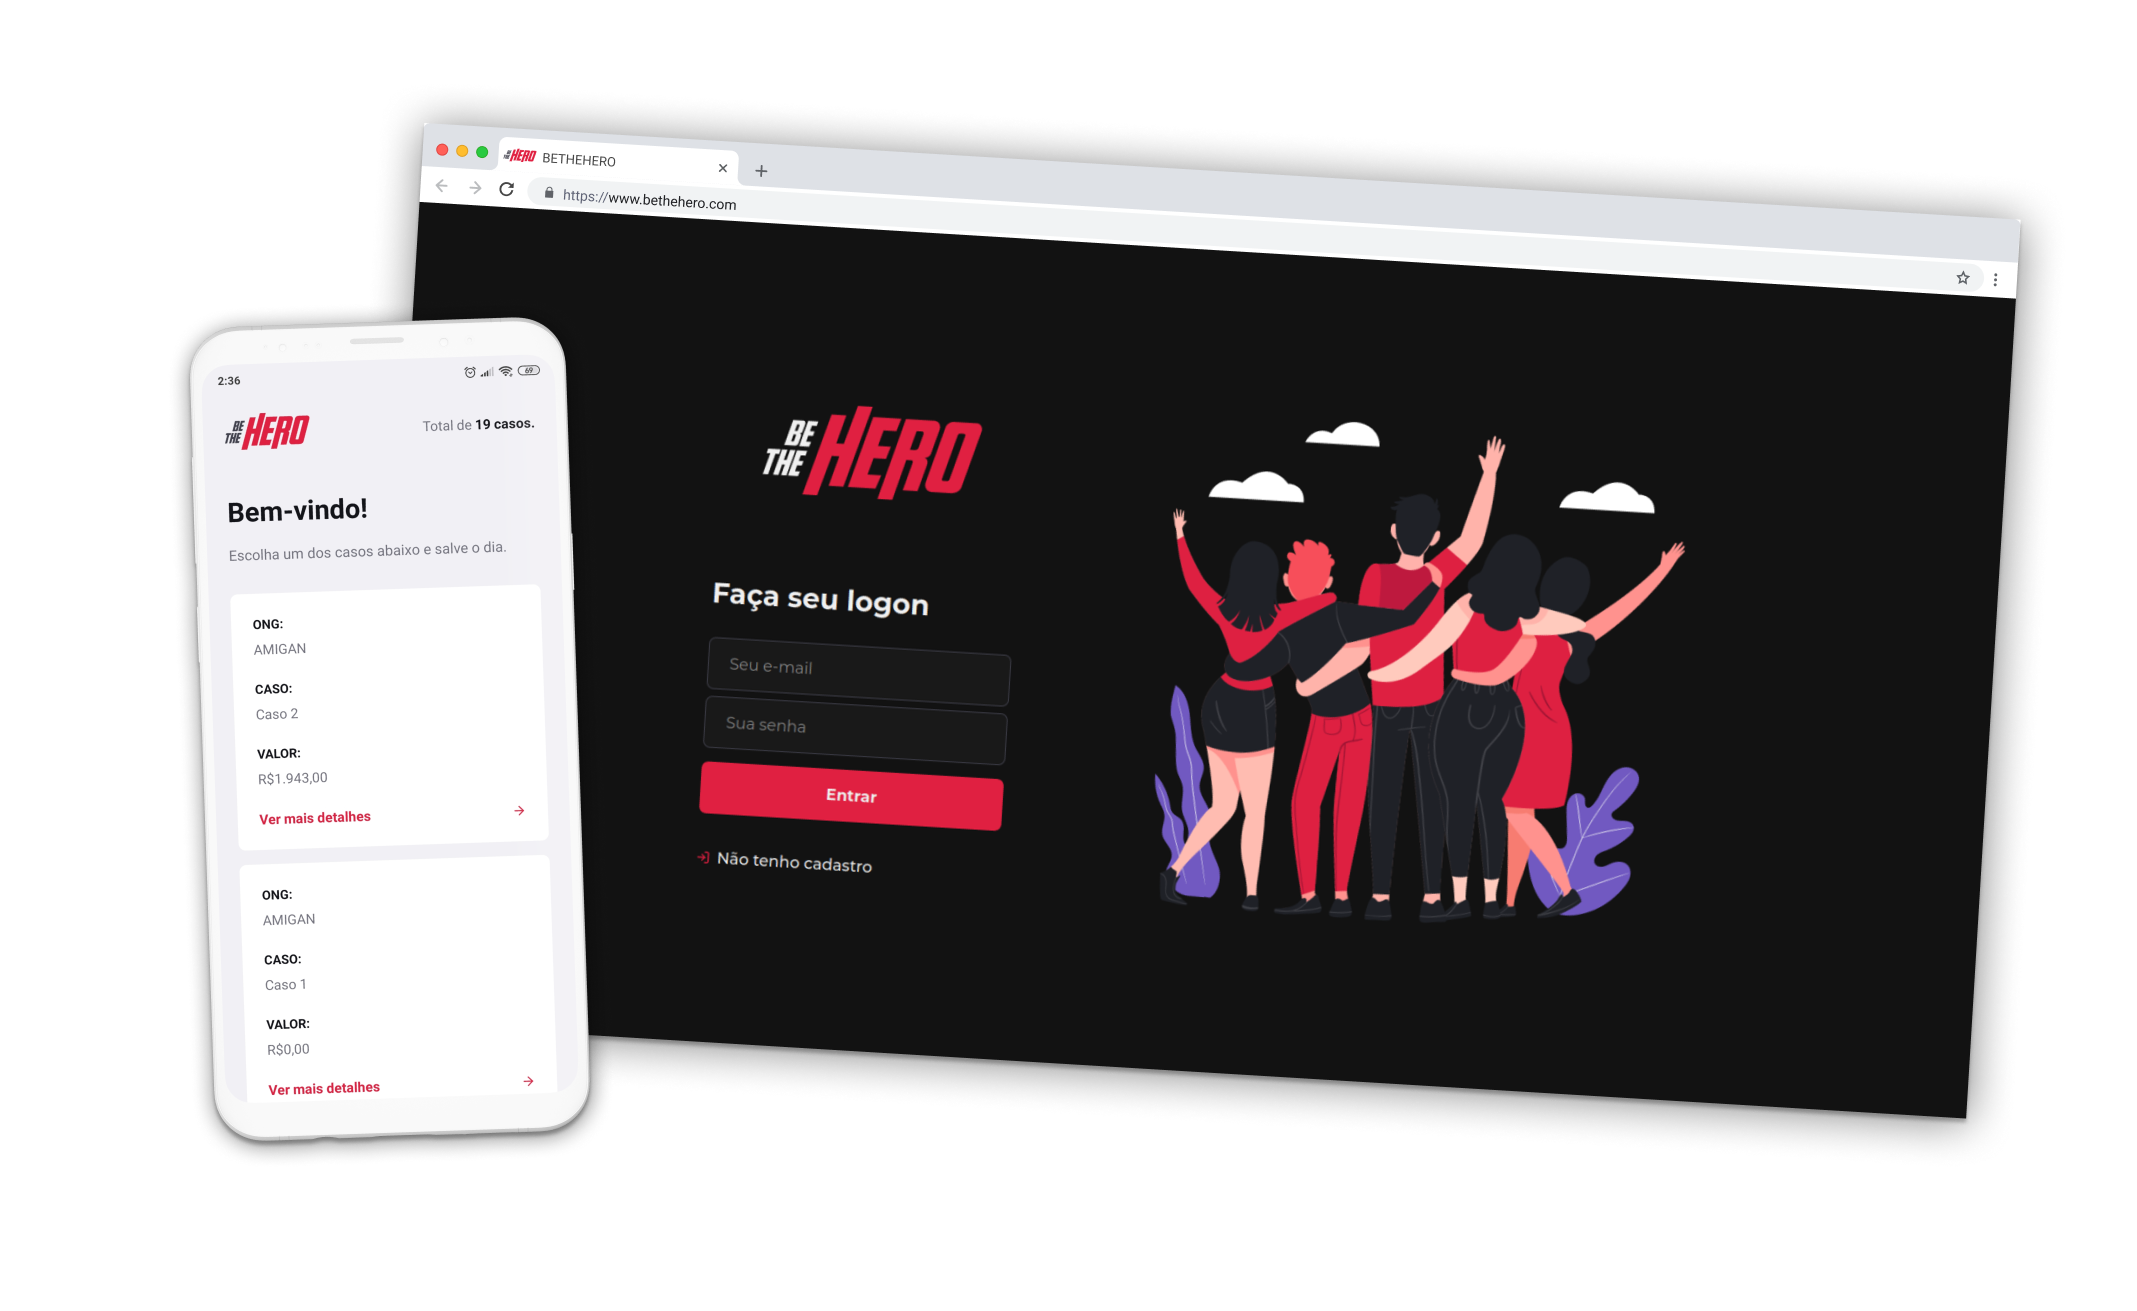 BE THE HERO BETHEHERO
https://www.bethehero.com
BE
THE HERO
Faça seu logon
Seu e-mail
Sua senha
Entrar
Não tenho cadastro
2:36
69
BE
THE HERO
Total de 19 casos.
Bem-vindo!
Escolha um dos casos abaixo e salve o dia.
ONG:
AMIGAN
CASO:
Caso 2
VALOR:
R$1.943,00
Ver mais detalhes
ONG:
AMIGAN
CASO:
Caso 1
VALOR:
R$0,00
Ver mais detalhes